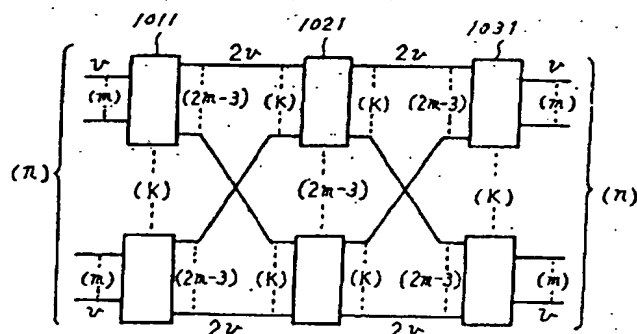 1011 1021 1031
v 2v 2v v
(m) (2m-3) (K) (K) (2m-3) (m)
(n) (K) (2m-3) (K) (n)
(m) (2m-3) (K) (K) (2m-3) (m)
v 2v 2v v